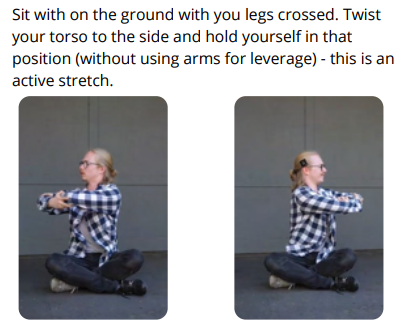 Sit with on the ground with you legs crossed. Twist
your torso to the side and hold yourself in that
position (without using arms for leverage) - this is an
active stretch.